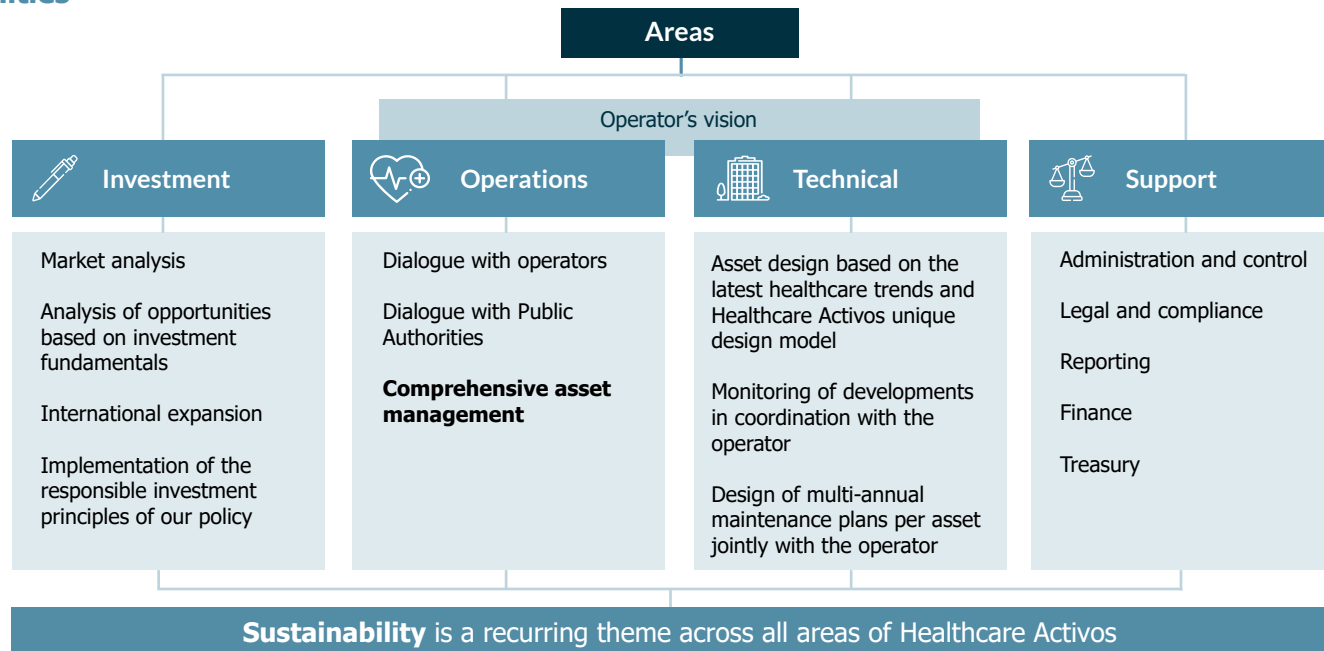 Areas
Operator’s vision
Investment
Market analysis
Analysis of opportunities
based on investment
fundamentals
International expansion
Implementation of the
responsible investment
principles of our policy
Operations
Dialogue with operators
Dialogue with Public
Authorities
Comprehensive asset
management
Technical
Asset design based on the
latest healthcare trends and
Healthcare Activos unique
design model
Monitoring of developments
in coordination with the
operator
Design of multi-annual
maintenance plans per asset
jointly with the operator
Support
Administration and control
Legal and compliance
Reporting
Finance
Treasury
Sustainability is a recurring theme across all areas of Healthcare Activos